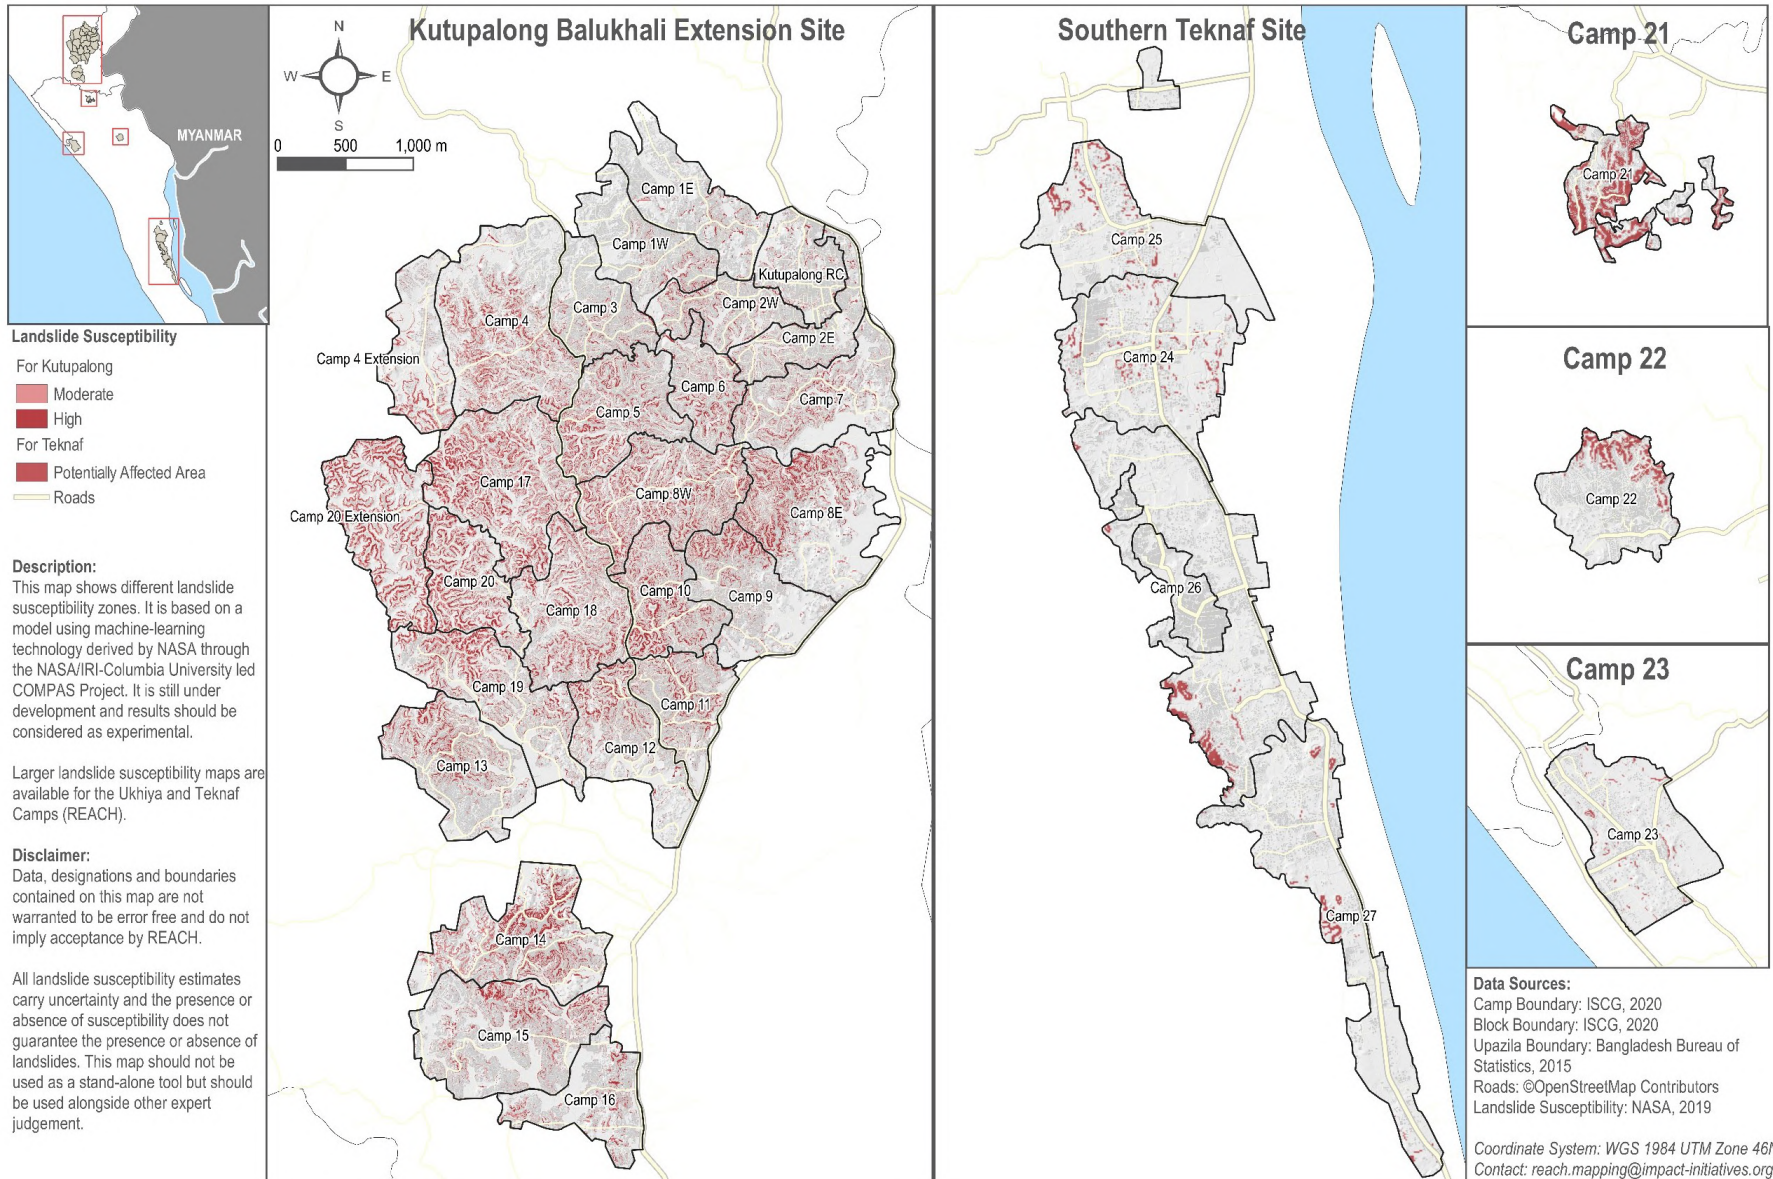 Kutupalong Balukhali Extension Site
Southern Teknaf Site
Camp 21
Camp 22
Camp 23
N
W
E
S
0 500 1,000 m
MYANMAR
Landslide Susceptibility
For Kutupalong
Moderate
High
For Teknaf
Potentially Affected Area
Roads
Description:
This map shows different landslide
susceptibility zones. It is based on a
model using machine-learning
technology derived by NASA through
the NASA/IRI-Columbia University led
COMPAS Project. It is still under
development and results should be
considered as experimental.
Larger landslide susceptibility maps are
available for the Ukhiya and Teknaf
Camps (REACH).
Disclaimer:
Data, designations and boundaries
contained on this map are not
warranted to be error free and do not
imply acceptance by REACH.
All landslide susceptibility estimates
carry uncertainty and the presence or
absence of susceptibility does not
guarantee the presence or absence of
landslides. This map should not be
used as a stand-alone tool but should
be used alongside other expert
judgement.
Camp 1E
Camp 1W
Kutupalong RC
Camp 2W
Camp 3
Camp 4
Camp 2E
Camp 4 Extension
Camp 6
Camp 7
Camp 5
Camp 17
Camp 8W
Camp 8E
Camp 20 Extension
Camp 20
Camp 10
Camp 9
Camp 18
Camp 19
Camp 11
Camp 12
Camp 13
Camp 14
Camp 15
Camp 16
Camp 25
Camp 24
Camp 26
Camp 27
Camp 21
Camp 22
Camp 23
Data Sources:
Camp Boundary: ISCG, 2020
Block Boundary: ISCG, 2020
Upazila Boundary: Bangladesh Bureau of
Statistics, 2015
Roads: ©OpenStreetMap Contributors
Landslide Susceptibility: NASA, 2019
Coordinate System: WGS 1984 UTM Zone 46
Contact: reach.mapping@impact-initiatives.org